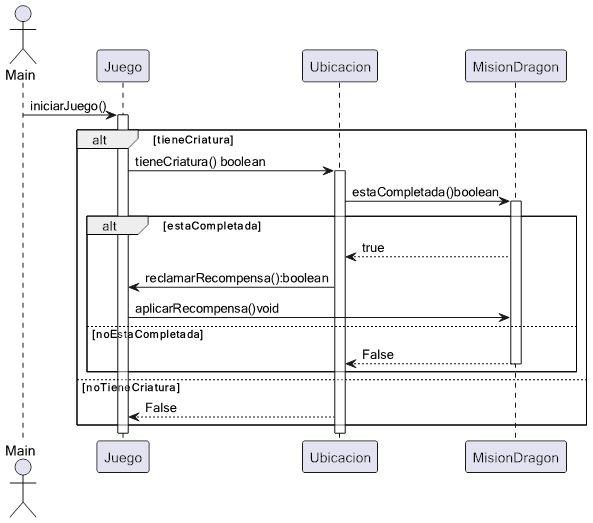 Main
Juego
Ubicacion
MisionDragon
iniciarJuego()
alt
[tieneCriatura]
tieneCriatura() boolean
estaCompletada()boolean
alt
[estaCompletada]
true
reclamarRecompensa():boolean
aplicarRecompensa()void
[noEstaCompletada]
False
[noTieneCriatura]
False
Main
Juego
Ubicacion
MisionDragon